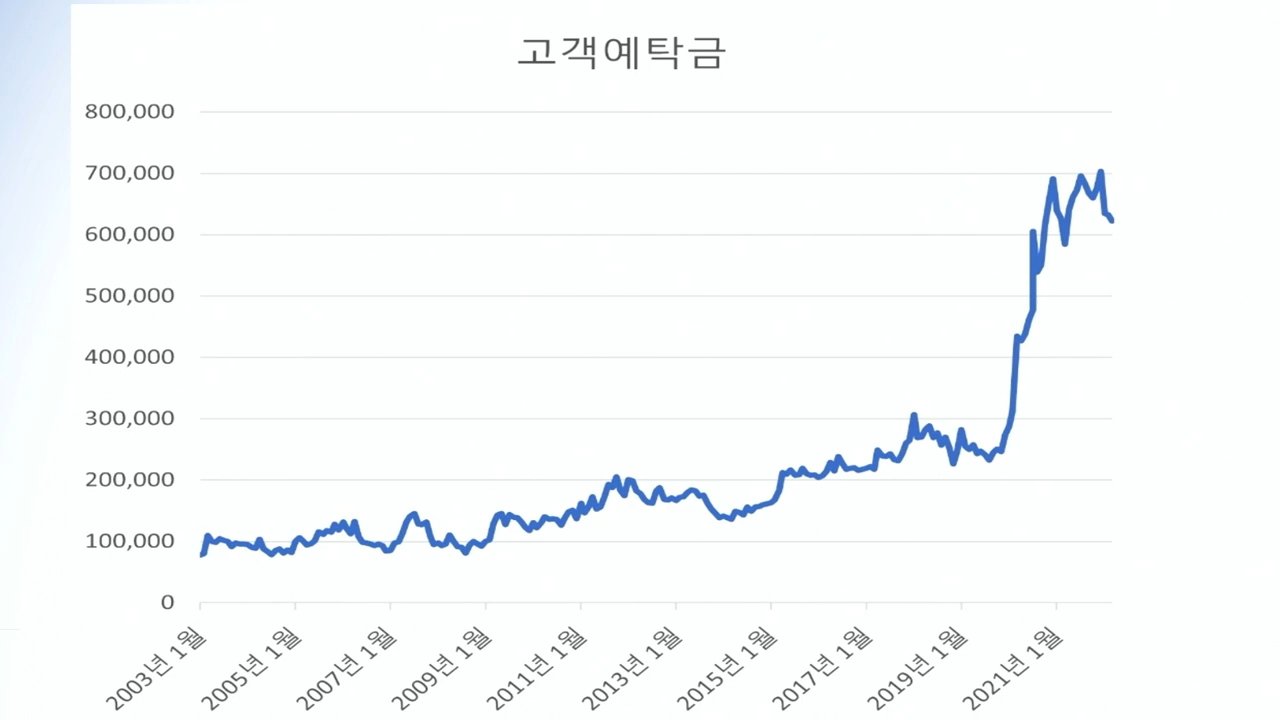 고객예탁금
800,000
700,000
600,000
500,000
400,000
300,000
200,000
100,000
0
2003년 1월
2005년 1월
2007년 1월
2009년 1월
2011년 1월
2013년 1월
2015년 1월
2017년 1월
2019년 1월
2021년 1월